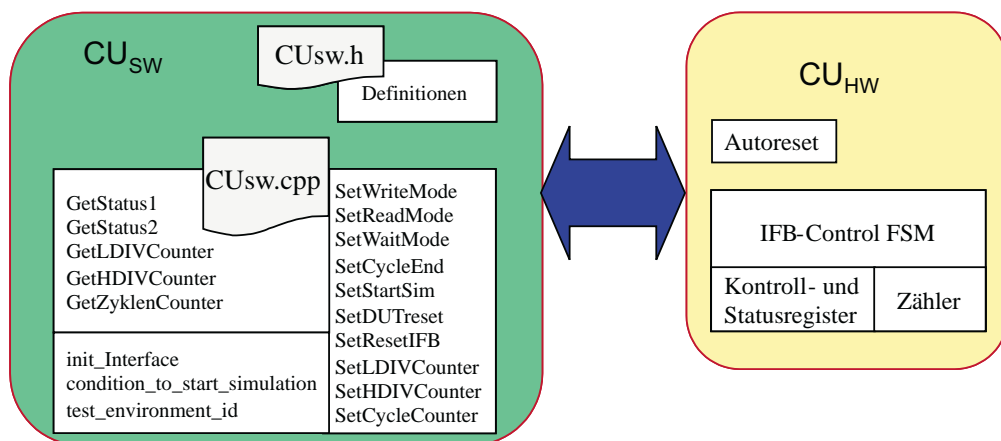 CUSW
CUsw.h
Definitionen
CUsw.cpp
GetStatus1
GetStatus2
GetLDIVCounter
GetHDIVCounter
GetZyklenCounter
init_Interface
condition_to_start_simulation
test_environment_id
SetWriteMode
SetReadMode
SetWaitMode
SetCycleEnd
SetStartSim
SetDUTreset
SetResetIFB
SetLDIVCounter
SetHDIVCounter
SetCycleCounter
CUHW
Autoreset
IFB-Control FSM
Kontroll- und
Statusregister
Zähler